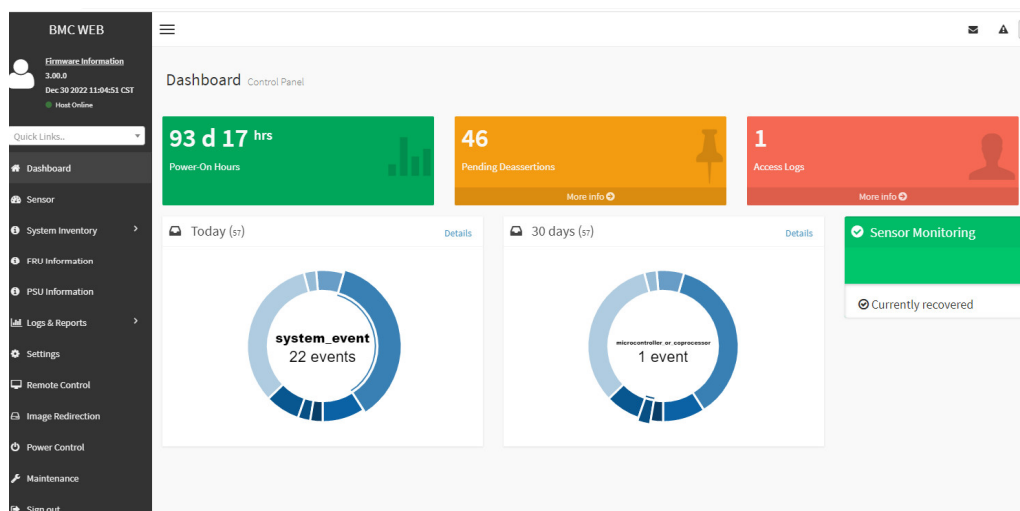 BMC WEB
Firmware Information
3.00.0
Dec 30 2022 11:04:51 CST
Host Online
Quick Links..
Dashboard
Sensor
System Inventory
FRU Information
PSU Information
Logs & Reports
Settings
Remote Control
Image Redirection
Power Control
Maintenance
Sign out
Dashboard Control Panel
93 d 17 hrs
Power-On Hours
46
Pending Deassertions
More info
1
Access Logs
More info
Today (57) Details
system_event
22 events
30 days (57) Details
microcontroller_or_coprocessor
1 event
Sensor Monitoring
Currently recovered